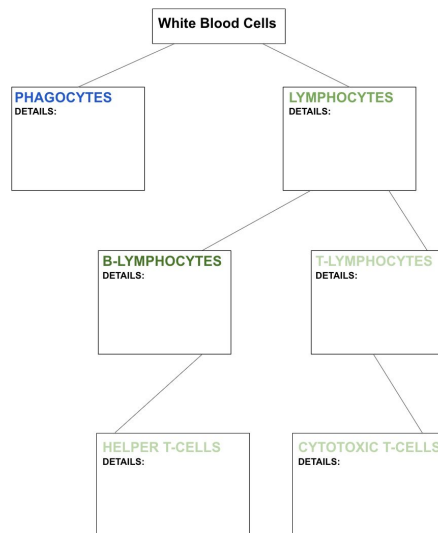 White Blood Cells
PHAGOCYTES
DETAILS:
LYMPHOCYTES
DETAILS:
B-LYMPHOCYTES
DETAILS:
T-LYMPHOCYTES
DETAILS:
HELPER T-CELLS
DETAILS:
CYTOTOXIC T-CELLS
DETAILS: